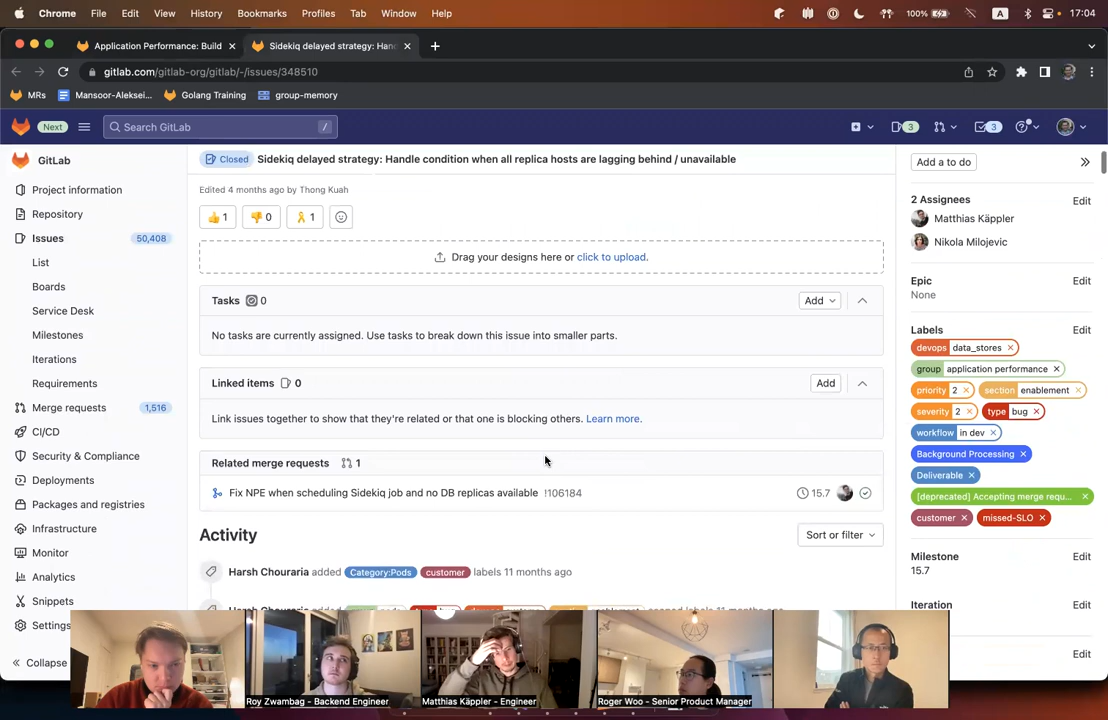 Chrome File Edit View History Bookmarks Profiles Tab Window Help 100% A 17:04
Application Performance: Build Sidekiq delayed strategy: Han
gitlab.com/gitlab-org/gitlab/-/issues/348510
MRs Mansoor-Aleksei... Golang Training group-memory
Next Search GitLab / 3 3
GitLab
Project information
Repository
Issues 50,408
List
Boards
Service Desk
Milestones
Iterations
Requirements
Merge requests 1,516
CI/CD
Security & Compliance
Deployments
Packages and registries
Infrastructure
Monitor
Analytics
Snippets
Settings
Collapse
Closed Sidekiq delayed strategy: Handle condition when all replica hosts are lagging behind / unavailable
Edited 4 months ago by Thong Kuah
1 0 1
Drag your designs here or click to upload.
Tasks 0 Add
No tasks are currently assigned. Use tasks to break down this issue into smaller parts.
Linked items 0 Add
Link issues together to show that they're related or that one is blocking others. Learn more.
Related merge requests 1
Fix NPE when scheduling Sidekiq job and no DB replicas available !106184 15.7
Activity Sort or filter
Harsh Chouraria added Category:Pods customer labels 11 months ago
Add a to do
2 Assignees Edit
Matthias Käppler
Nikola Milojevic
Epic Edit
None
Labels Edit
devops data_stores
group application performance
priority 2 section enablement
severity 2 type bug
workflow in dev
Background Processing
Deliverable
[deprecated] Accepting merge requ...
customer missed-SLO
Milestone Edit
15.7
Iteration Edit
Edit
Roy Zwambag - Backend Engineer
Matthias Käppler - Engineer
Roger Woo - Senior Product Manager